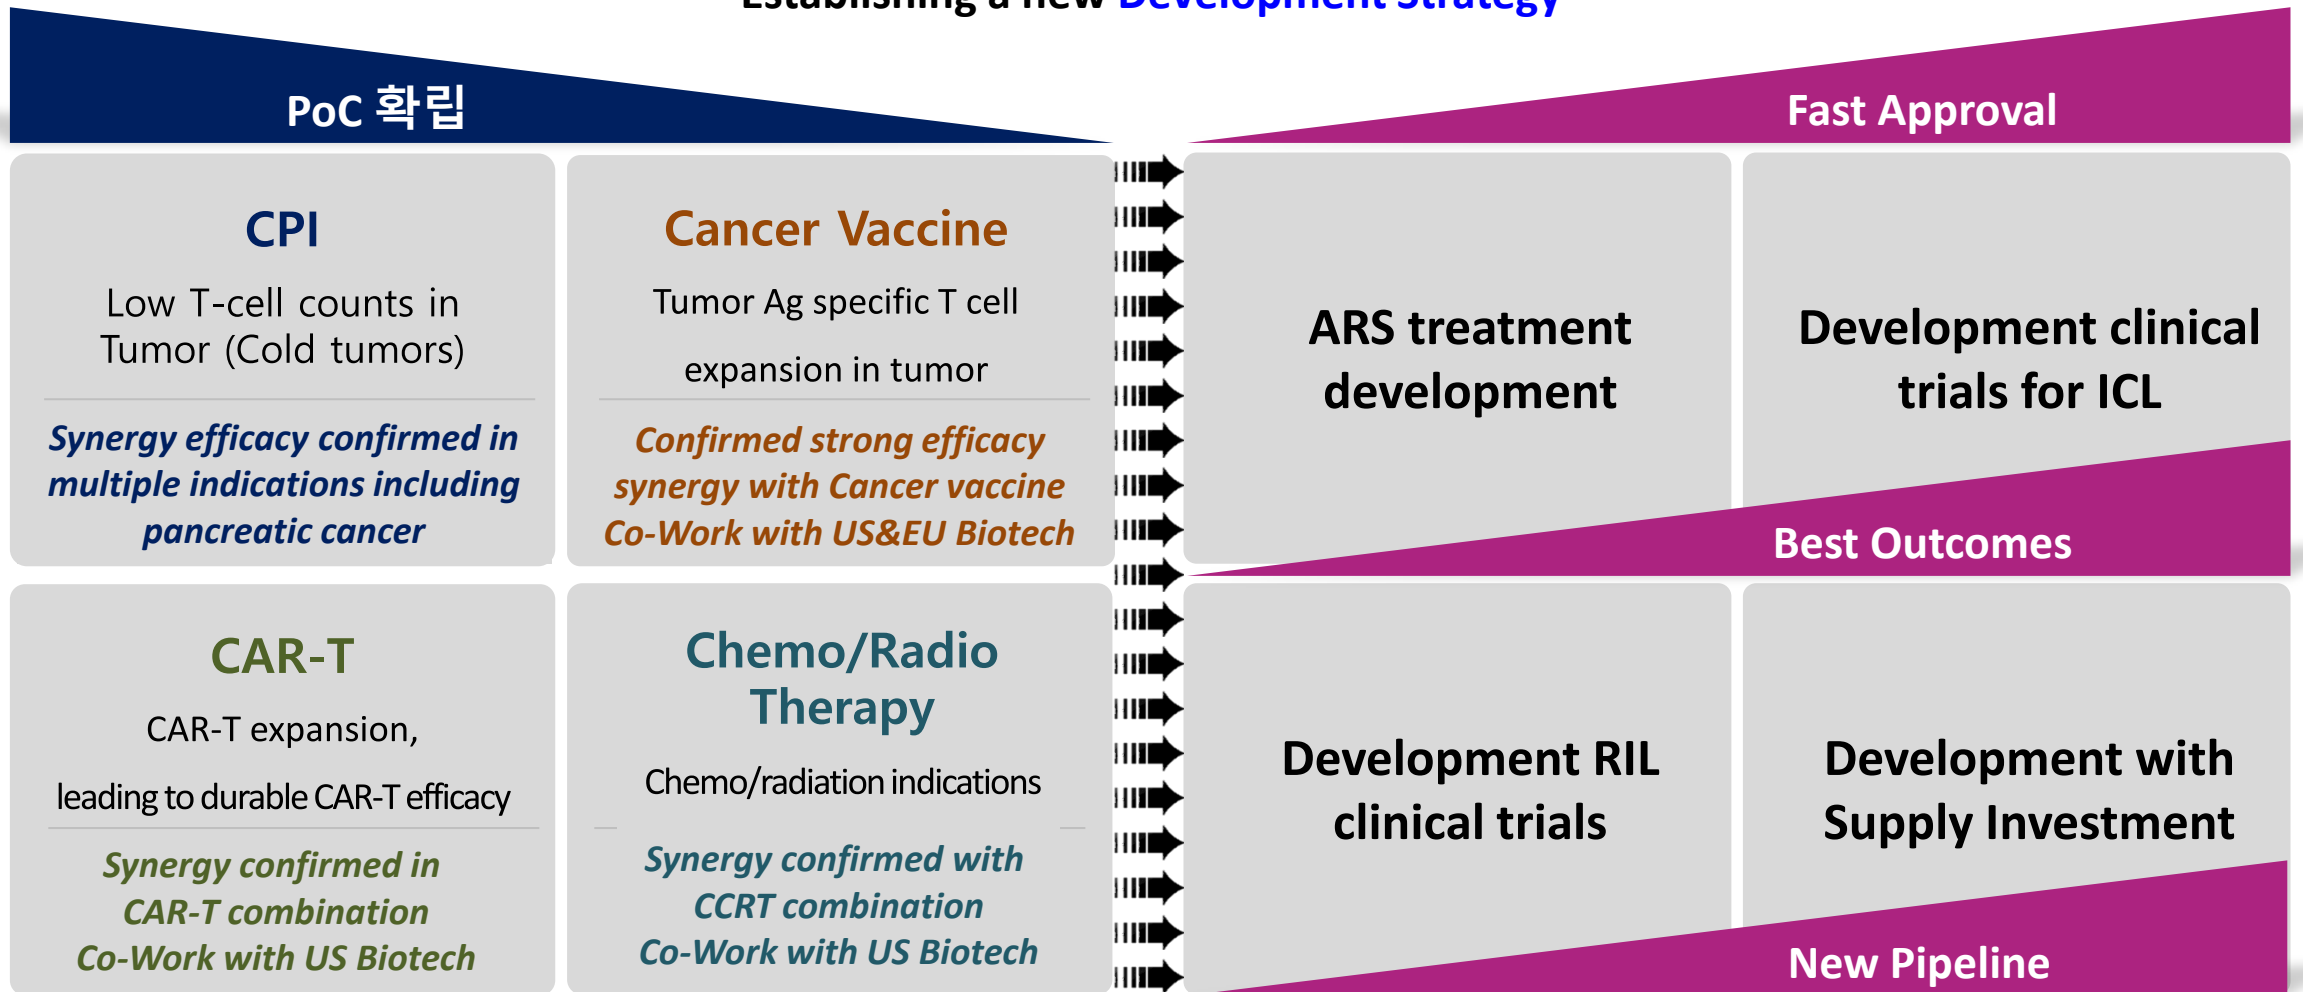 Establishing a new Development Strategy
PoC 확립
Fast Approval
CPI
Low T-cell counts in
Tumor (Cold tumors)
Synergy efficacy confirmed in
multiple indications including
pancreatic cancer
Cancer Vaccine
Tumor Ag specific T cell
expansion in tumor
Confirmed strong efficacy
synergy with Cancer vaccine
Co-Work with US&EU Biotech
ARS treatment
development
Development clinical
trials for ICL
Best Outcomes
CAR-T
CAR-T expansion,
leading to durable CAR-T efficacy
Synergy confirmed in
CAR-T combination
Co-Work with US Biotech
Chemo/Radio
Therapy
Chemo/radiation indications
Synergy confirmed with
CCRT combination
Co-Work with US Biotech
Development RIL
clinical trials
Development with
Supply Investment
New Pipeline